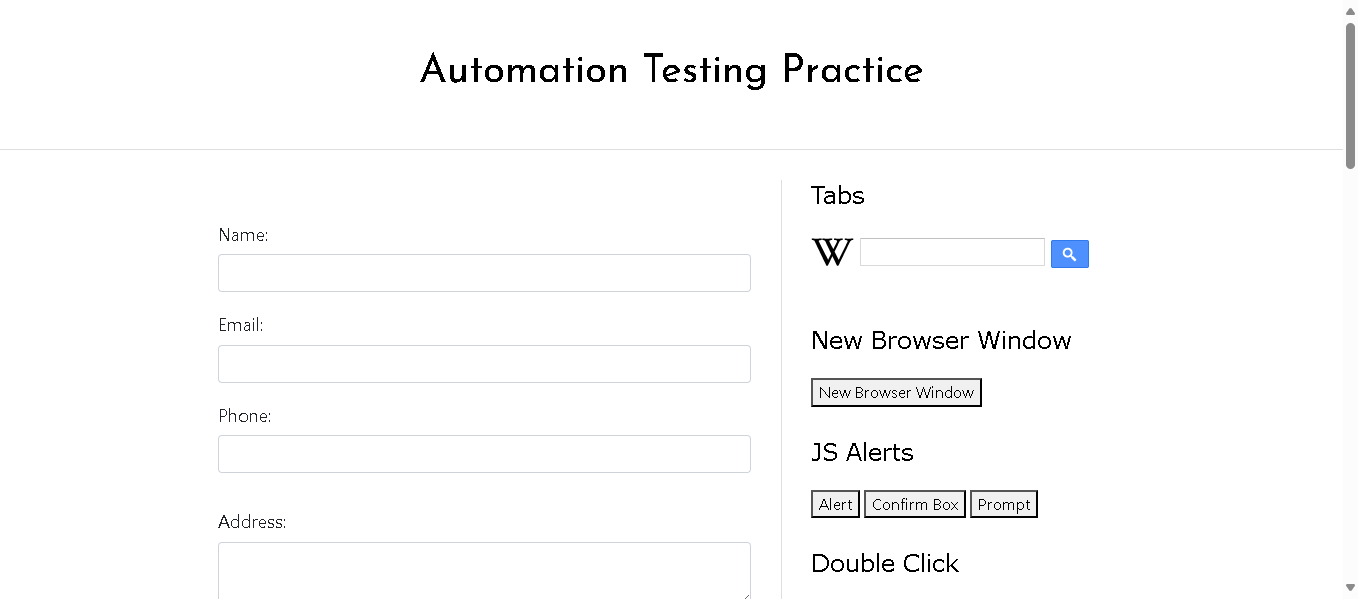 Automation Testing Practice
Name:
Email:
Phone:
Address:
Tabs
W
New Browser Window
New Browser Window
JS Alerts
Alert Confirm Box Prompt
Double Click